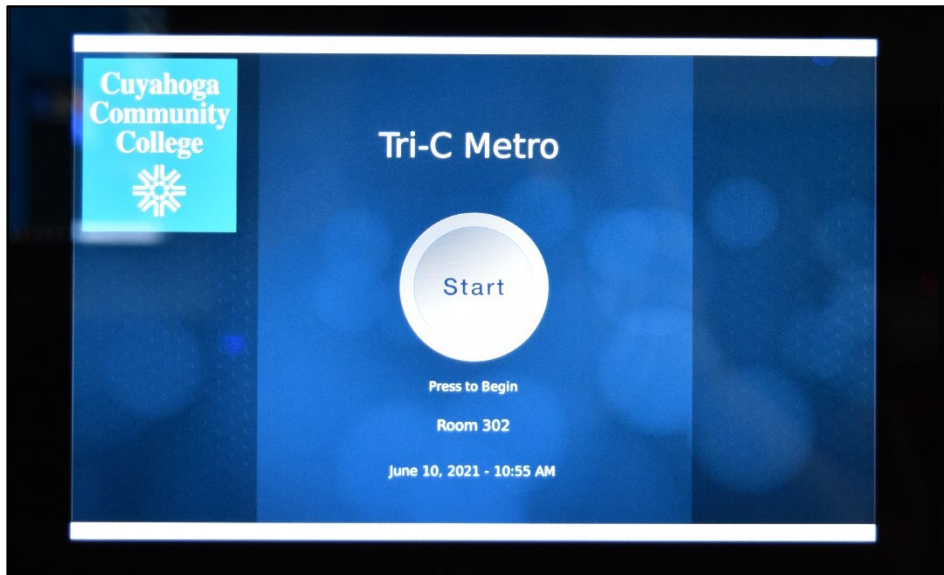 Cuyahoga
Community
College
Tri-C Metro
Start
Press to Begin
Room 302
June 10, 2021 - 10:55 AM